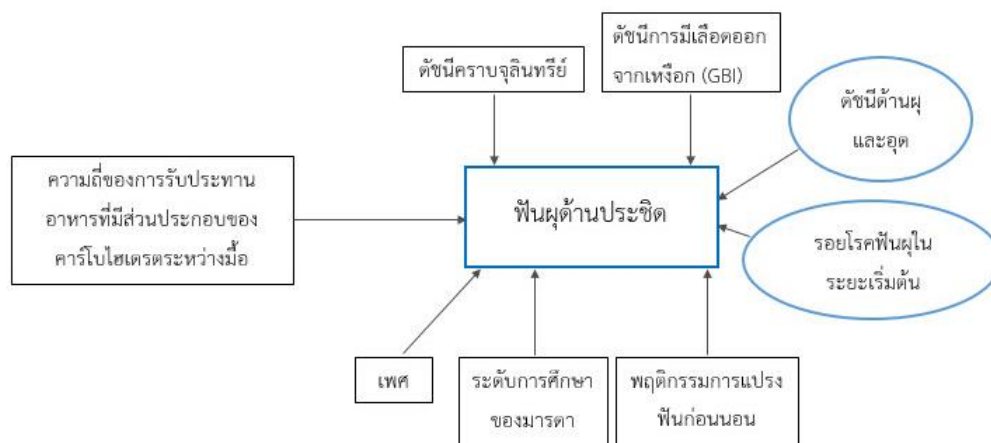 ดัชนีการมีเลือดออก
จากเหงือก (GBI)
ดัชนีคราบจุลินทรีย์
ดัชนีด้านผุ
และอุด
ความถี่ของการรับประทาน
อาหารที่มีส่วนประกอบของ
คาร์โบไฮเดรตระหว่างมื้อ
ฟันผุด้านประชิด
รอยโรคฟันผุใน
ระยะเริ่มต้น
เพศ
ระดับการศึกษา
ของมารดา
พฤติกรรมการแปรง
ฟันก่อนนอน